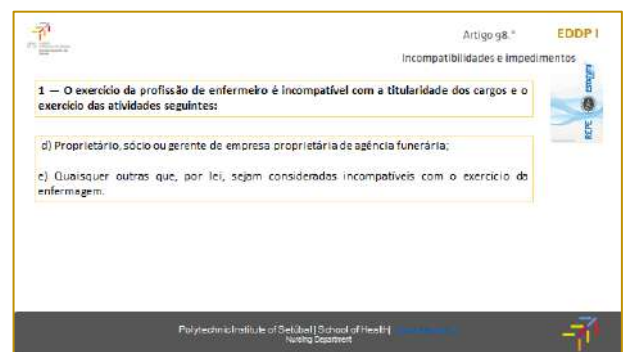 Artigo 98.º
EDDP I
Incompatibilidades e impedimentos
1 — O exercício da profissão de enfermeiro é incompatível com a titularidade dos cargos e o
exercício das atividades seguintes:
REPE
d) Proprietário, sócio ou gerente de empresa proprietária de agência funerária;
e) Quaisquer outras que, por lei, sejam consideradas incompatíveis com o exercício da
enfermagem.
Polytechnic Institute of Setúbal | School of Health|
Nursing Department